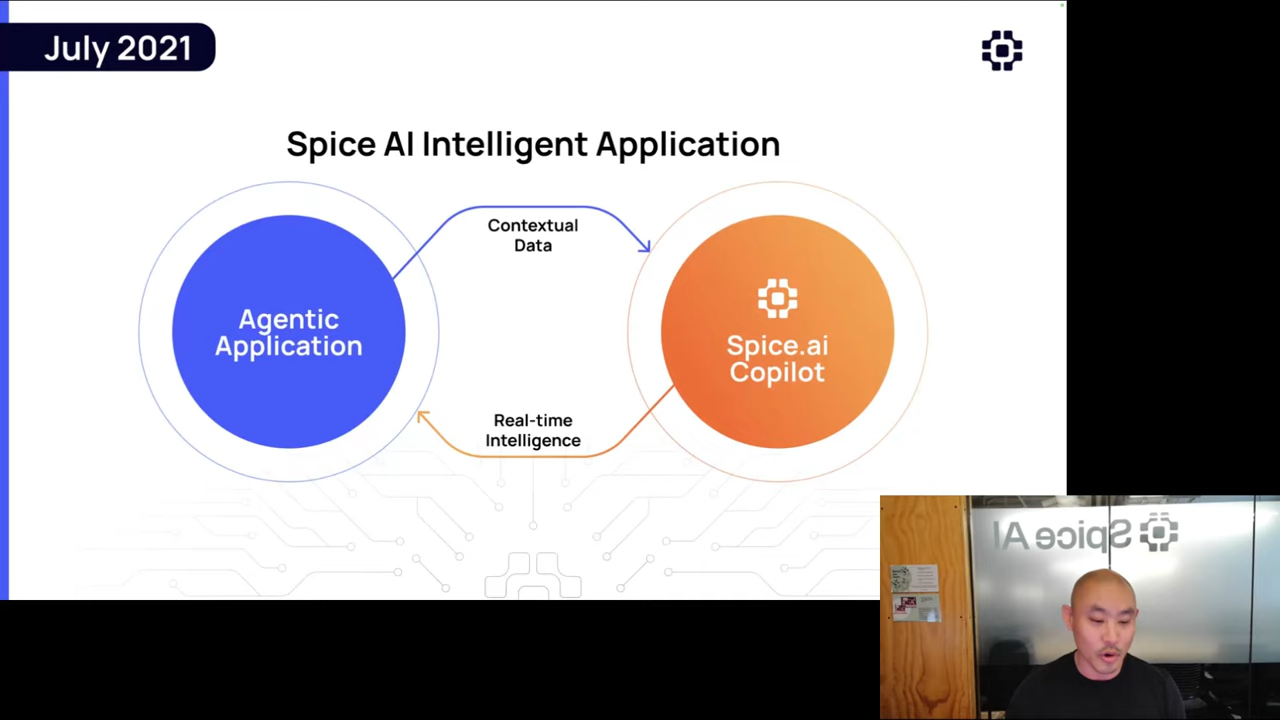 July 2021
Spice AI Intelligent Application
Contextual
Data
Agentic
Application
Spice.ai
Copilot
Real-time
Intelligence
Spice AI